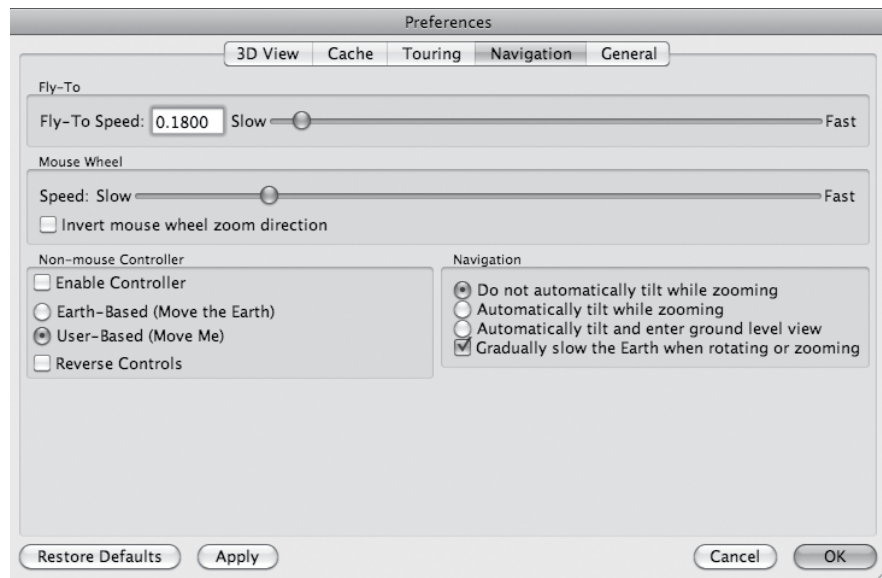 Preferences
3D View Cache Touring Navigation General
Fly-To
Fly-To Speed: 0.1800 Slow Fast
Mouse Wheel
Speed: Slow Fast
Invert mouse wheel zoom direction
Non-mouse Controller
Enable Controller
Earth-Based (Move the Earth)
User-Based (Move Me)
Reverse Controls
Navigation
Do not automatically tilt while zooming
Automatically tilt while zooming
Automatically tilt and enter ground level view
Gradually slow the Earth when rotating or zooming
Restore Defaults Apply Cancel OK